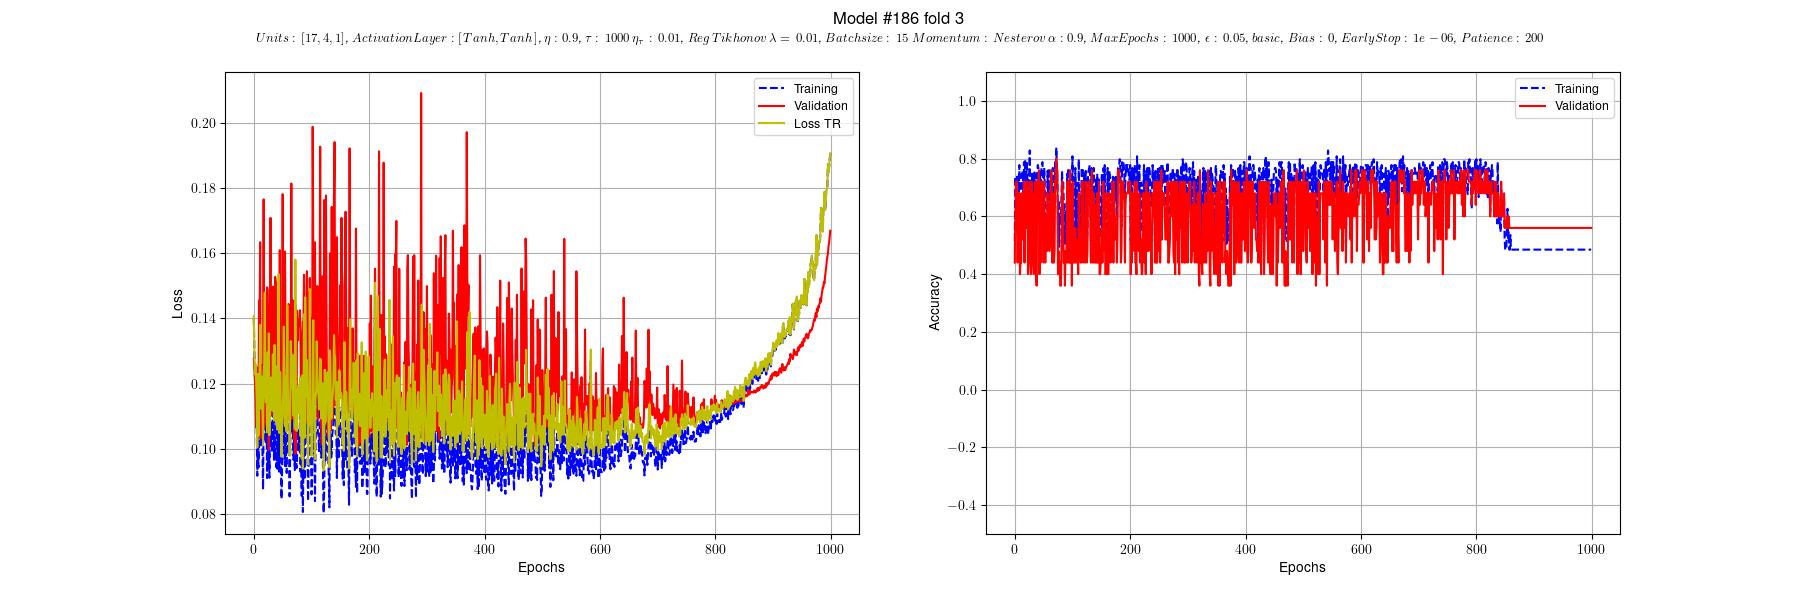 Model #186 fold 3
Units : [17, 4, 1], ActivationLayer : [Tanh, Tanh], η : 0.9, τ : 1000 ητ : 0.01, Reg Tikhonov λ = 0.01, Batchsize : 15 Momentum : Nesterov α : 0.9, MaxEpochs : 1000, ϵ : 0.05, basic, Bias : 0, EarlyStop : 1e − 06, Patience : 200
Training
Validation
Loss TR
0.20
0.18
0.16
0.14
0.12
0.10
0.08
Loss
0 200 400 600 800 1000
Epochs
Training
Validation
1.0
0.8
0.6
0.4
0.2
0.0
−0.2
−0.4
Accuracy
0 200 400 600 800 1000
Epochs